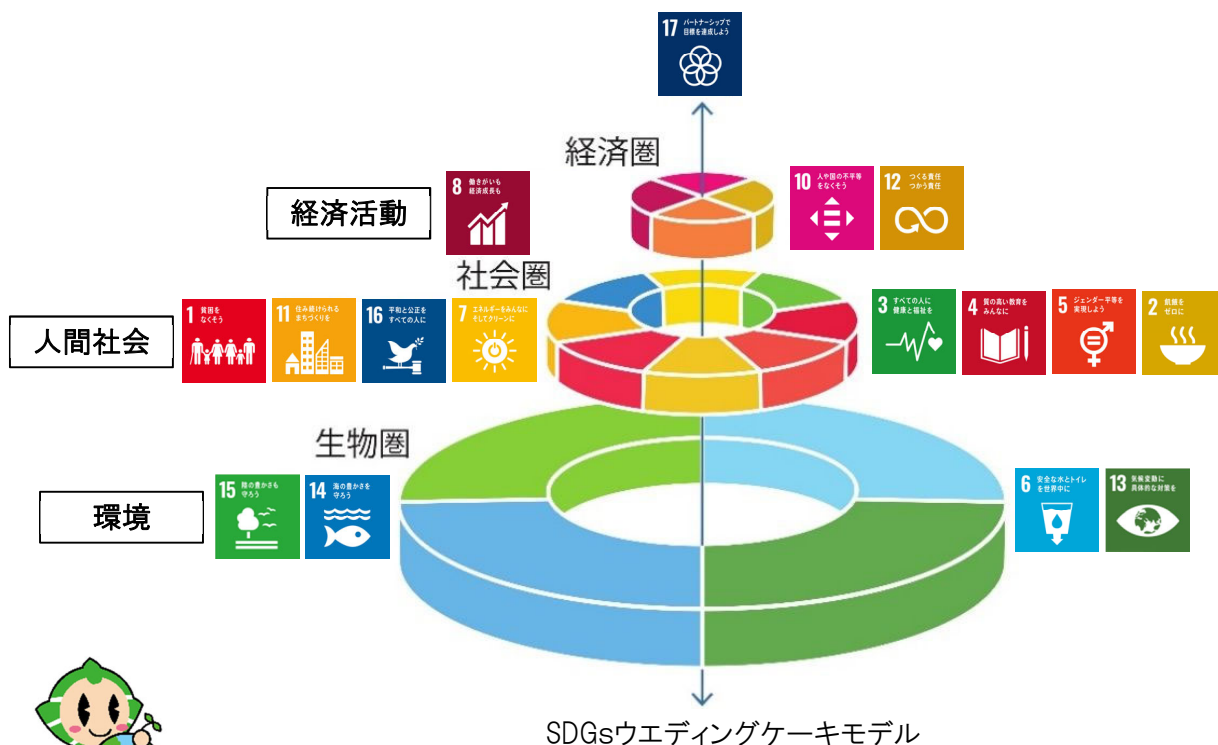 17 パートナーシップで
目標を達成しよう
経済圏
経済活動
8 働きがいも
経済成長も
10 人や国の不平等
をなくそう
12 つくる責任
つかう責任
社会圏
人間社会
1 貧困を
なくそう
11 住み続けられる
まちづくりを
16 平和と公正を
すべての人に
7 エネルギーをみんなに
そしてクリーンに
3 すべての人に
健康と福祉を
4 質の高い教育を
みんなに
5 ジェンダー平等を
実現しよう
2 飢餓を
ゼロに
生物圏
環境
15 陸の豊かさも
守ろう
14 海の豊かさを
守ろう
6 安全な水とトイレ
を世界中に
13 気候変動に
具体的な対策を
SDGsウエディングケーキモデル